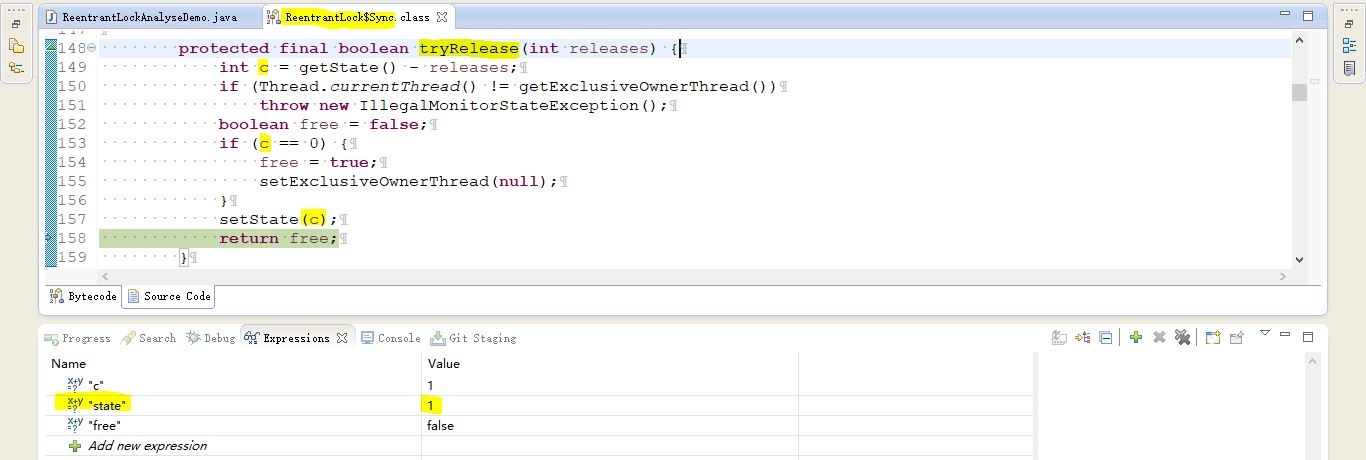 ReentrantLockAnalyseDemo.java ReentrantLock$Sync.class
147
148 protected final boolean tryRelease(int releases) {
149 int c = getState() - releases;
150 if (Thread.currentThread() != getExclusiveOwnerThread())
151 throw new IllegalMonitorStateException();
152 boolean free = false;
153 if (c == 0) {
154 free = true;
155 setExclusiveOwnerThread(null);
156 }
157 setState(c);
158 return free;
159 }
Bytecode Source Code
Progress Search Debug Expressions Console Git Staging
Name Value
"c" 1
"state" 1
"free" false
Add new expression